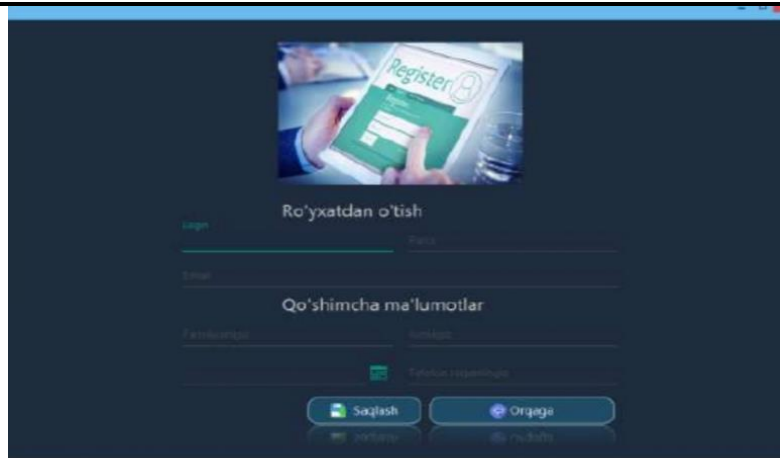 Register
Ro'yxatdan o'tish
Login
Parol
Email
Qo'shimcha ma'lumotlar
Saqlash
Orqaga